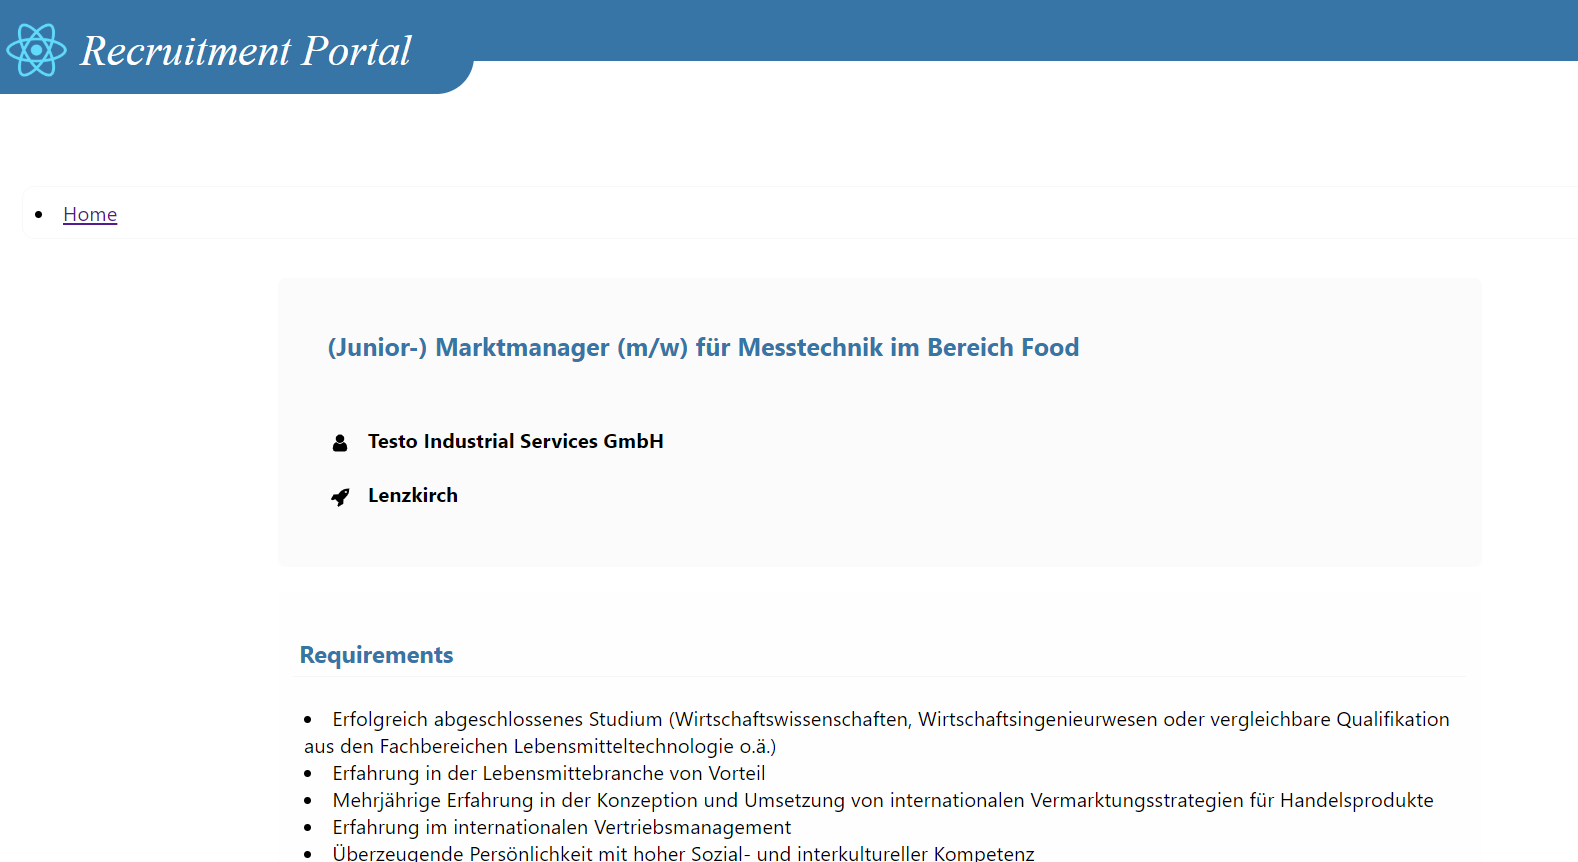 Recruitment Portal
Home
(Junior-) Marktmanager (m/w) für Messtechnik im Bereich Food
Testo Industrial Services GmbH
Lenzkirch
Requirements
Erfolgreich abgeschlossenes Studium (Wirtschaftswissenschaften, Wirtschaftsingenieurwesen oder vergleichbare Qualifikation
aus den Fachbereichen Lebensmitteltechnologie o.ä.)
Erfahrung in der Lebensmittebranche von Vorteil
Mehrjährige Erfahrung in der Konzeption und Umsetzung von internationalen Vermarktungsstrategien für Handelsprodukte
Erfahrung im internationalen Vertriebsmanagement
Überzeugende Persönlichkeit mit hoher Sozial- und interkultureller Kompetenz